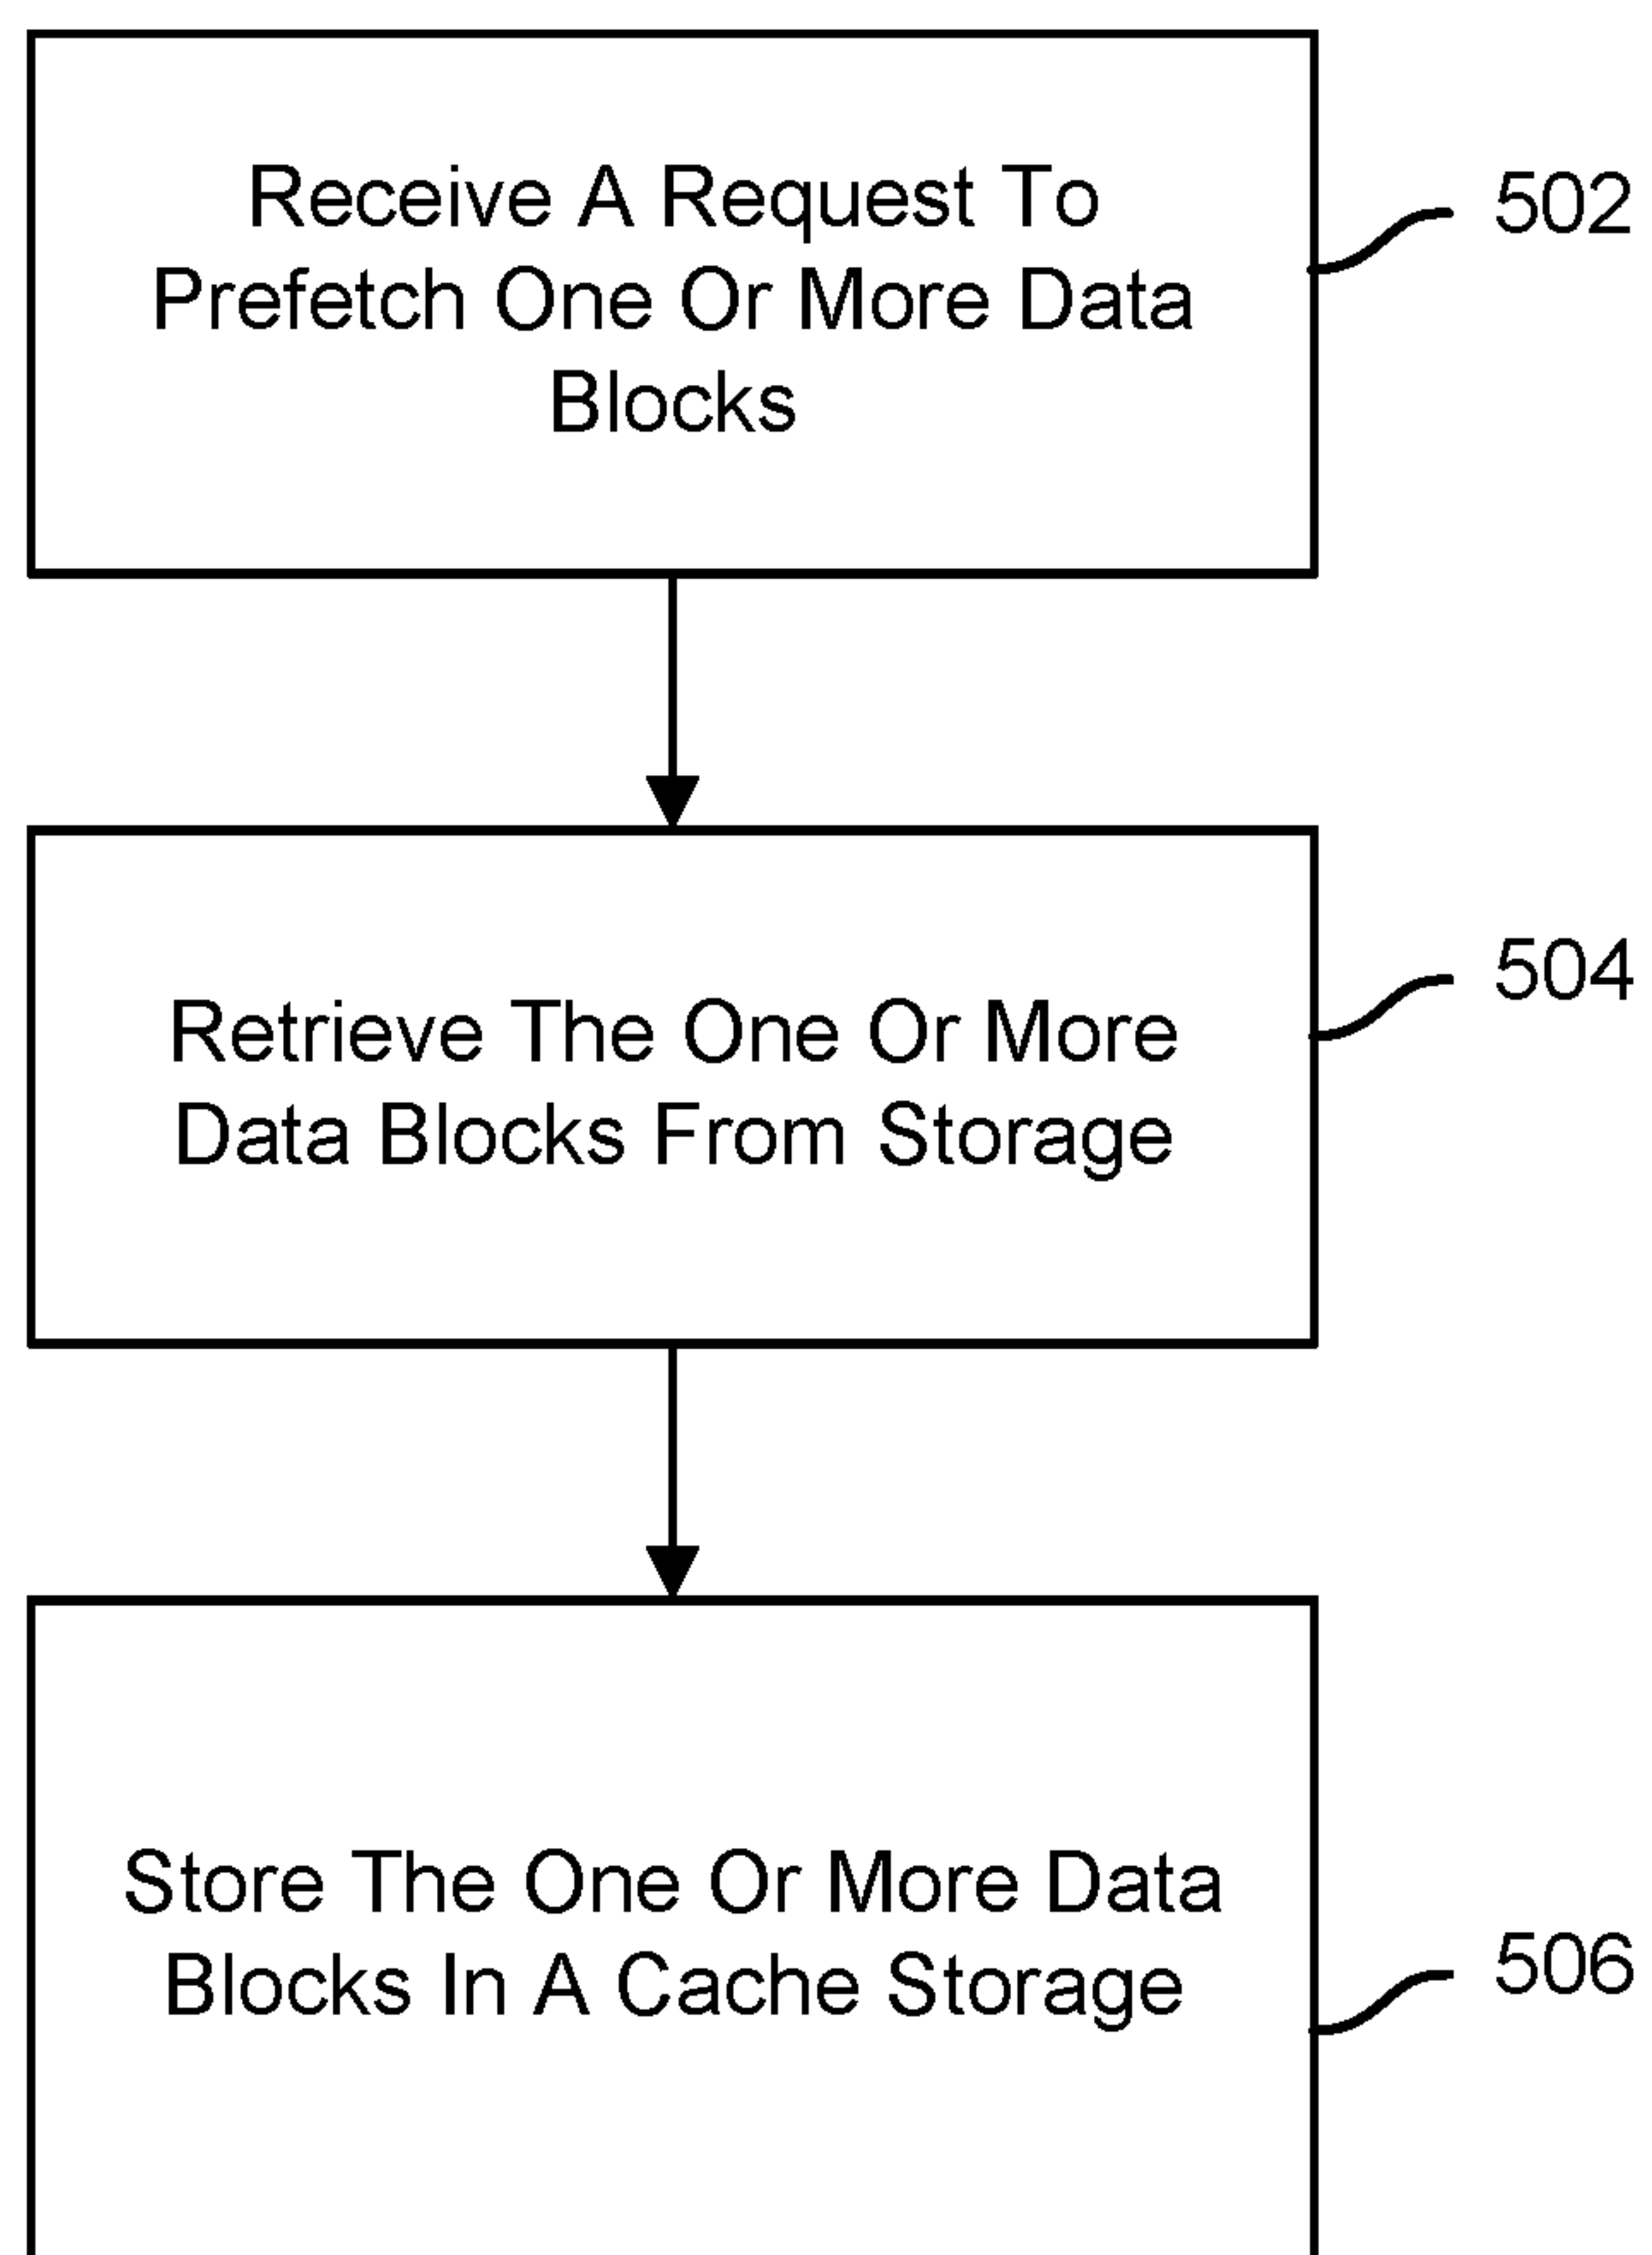 Receive A Request To
Prefetch One Or More Data
Blocks
502
Retrieve The One Or More
Data Blocks From Storage
504
Store The One Or More Data
Blocks In A Cache Storage
506